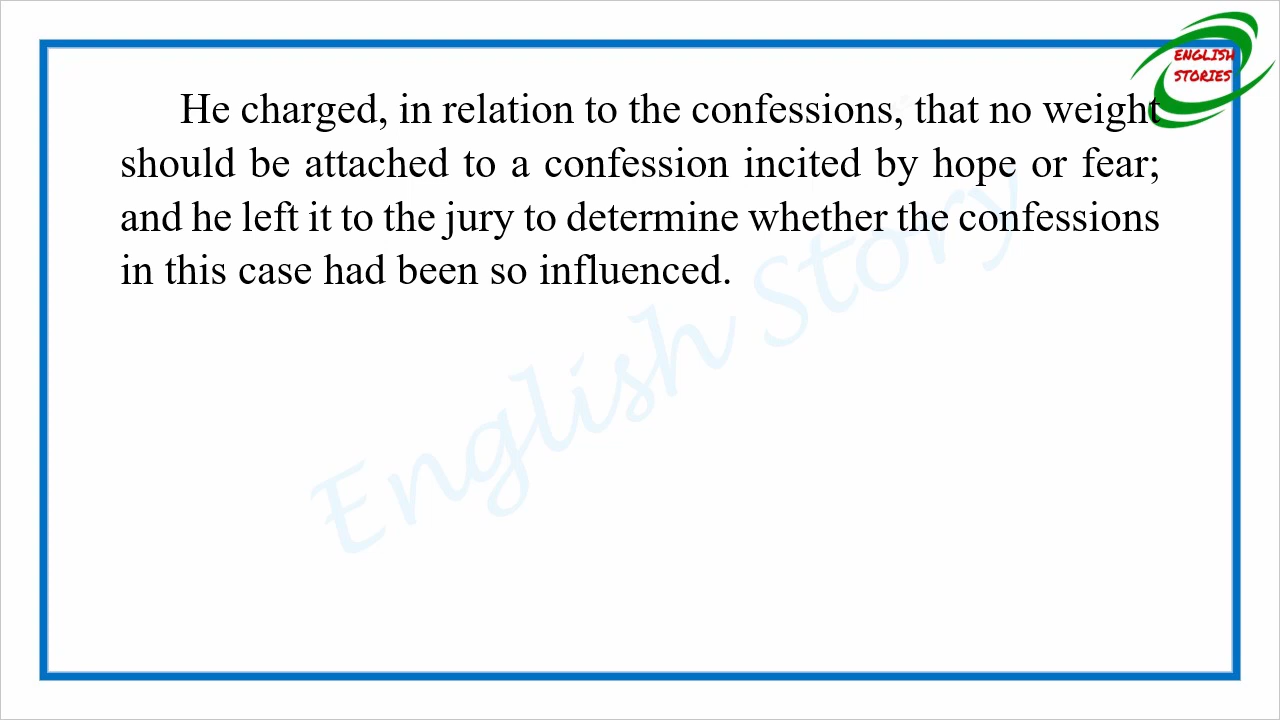 ENGLISH
STORIES
He charged, in relation to the confessions, that no weight
should be attached to a confession incited by hope or fear;
and he left it to the jury to determine whether the confessions
in this case had been so influenced.
English Story